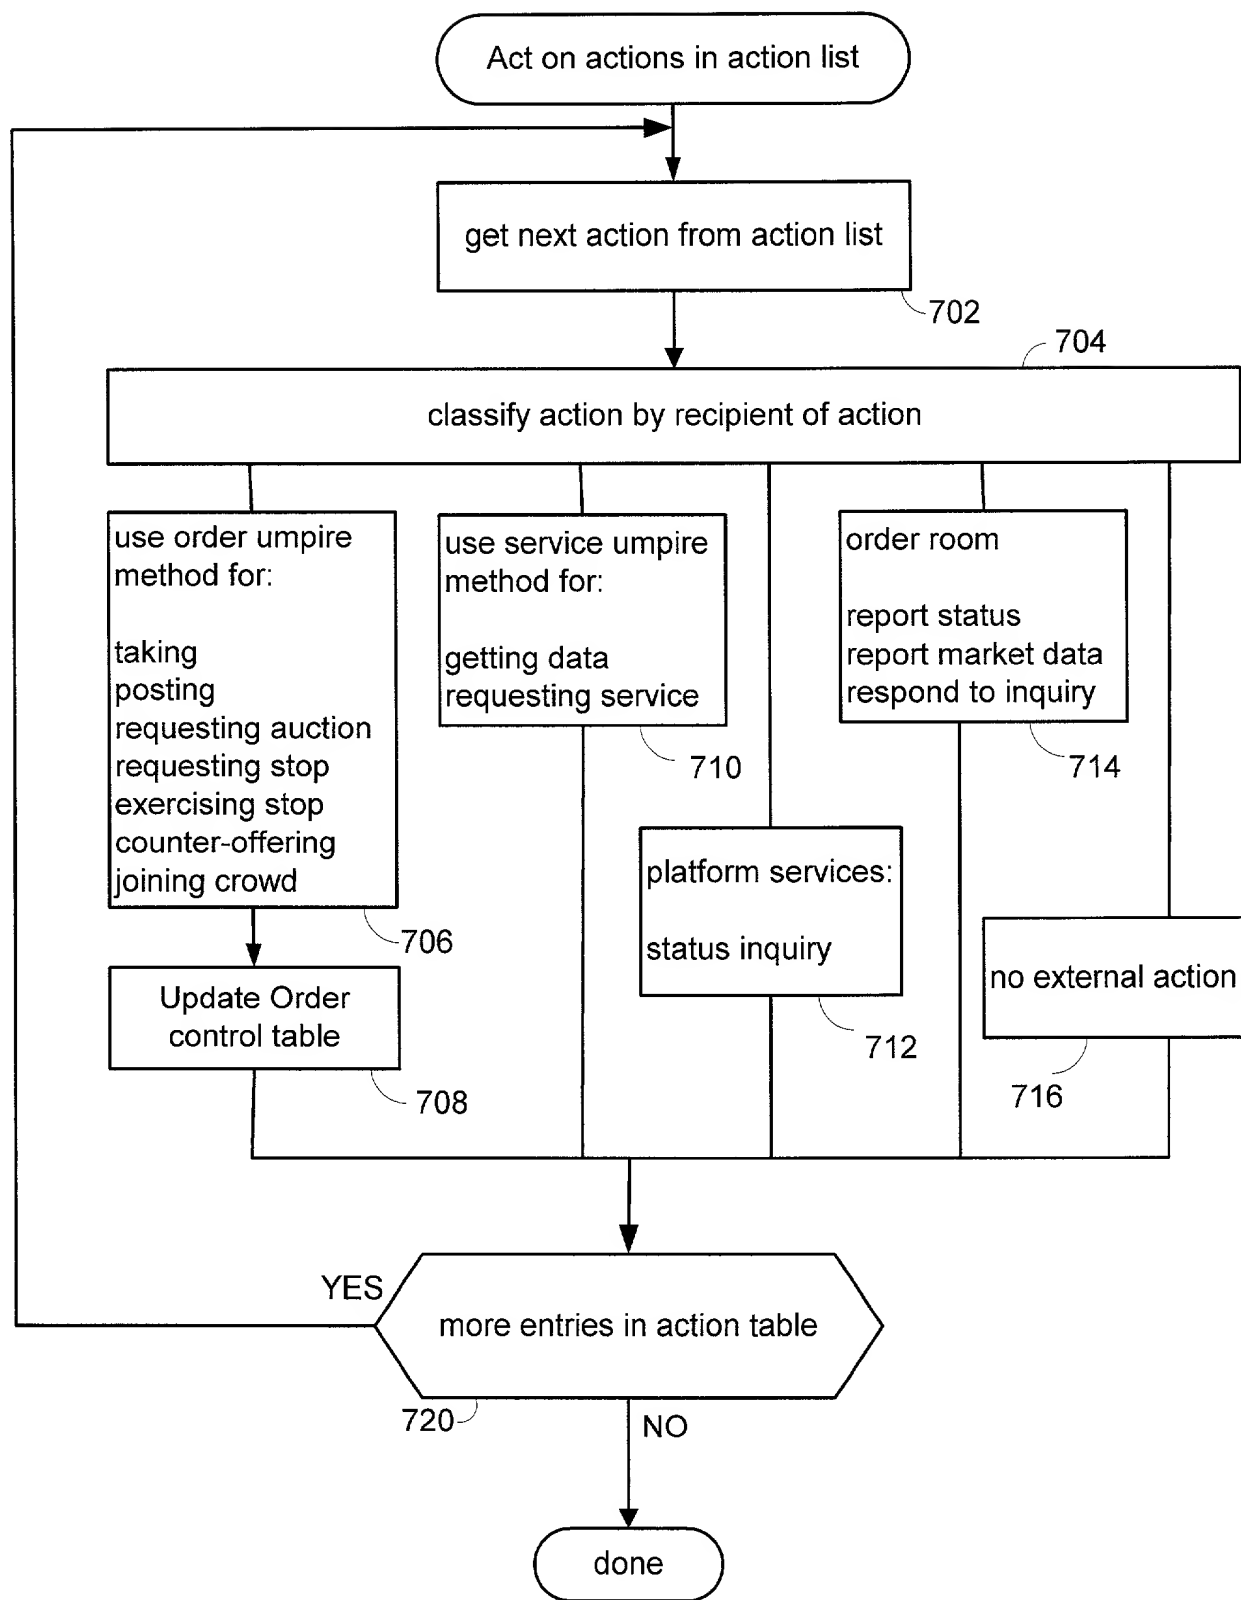 Act on actions in action list
get next action from action list
702
704
classify action by recipient of action
use order umpire
method for:
taking
posting
requesting auction
requesting stop
exercising stop
counter-offering
joining crowd
706
Update Order
control table
708
use service umpire
method for:
getting data
requesting service
710
platform services:
status inquiry
712
order room
report status
report market data
respond to inquiry
714
no external action
716
YES
more entries in action table
720
NO
done